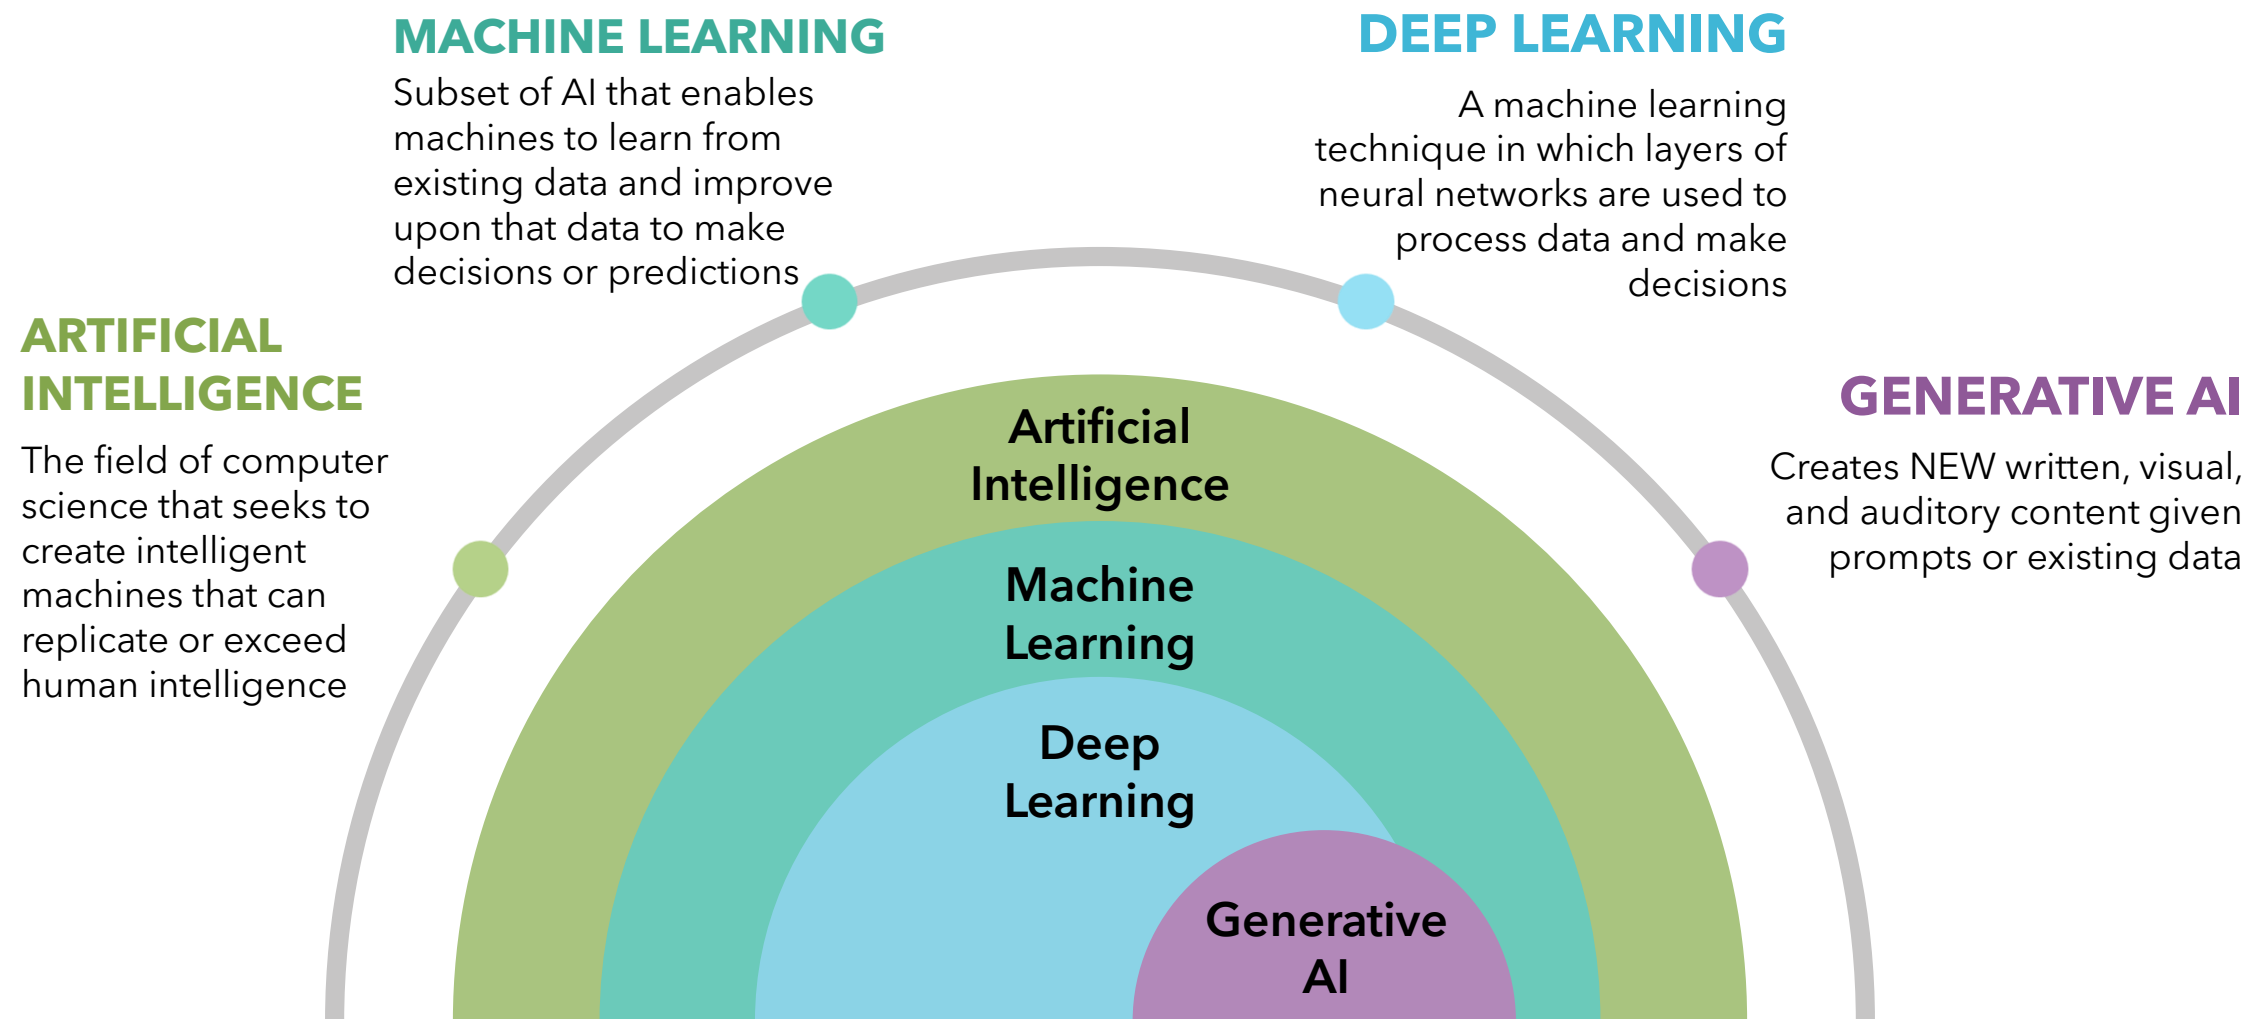 MACHINE LEARNING
Subset of AI that enables
machines to learn from
existing data and improve
upon that data to make
decisions or predictions
DEEP LEARNING
A machine learning
technique in which layers of
neural networks are used to
process data and make
decisions
ARTIFICIAL
INTELLIGENCE
The field of computer
science that seeks to
create intelligent
machines that can
replicate or exceed
human intelligence
GENERATIVE AI
Creates NEW written, visual,
and auditory content given
prompts or existing data
Artificial
Intelligence
Machine
Learning
Deep
Learning
Generative
AI